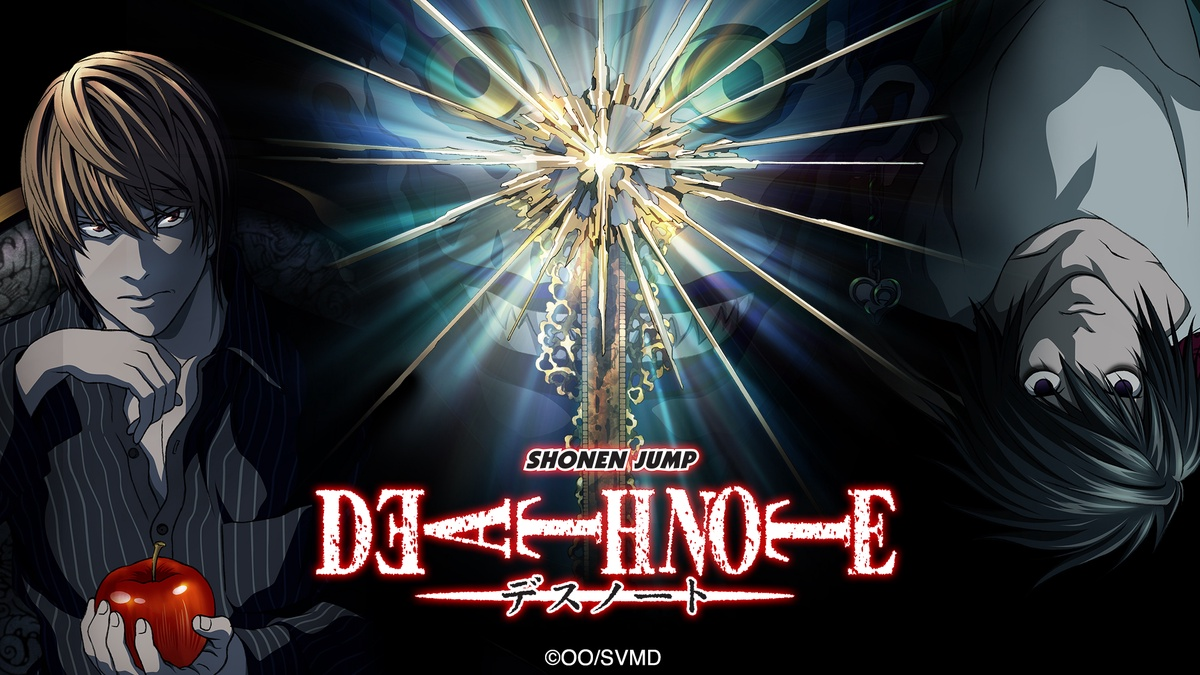 SHONEN JUMP
DEATHNOTE
デスノート
©OO/SVMD